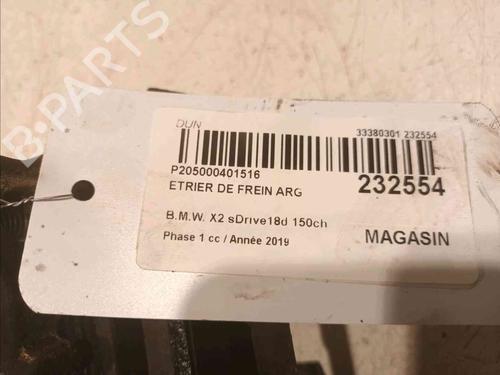 B-PARTS
DUN
33380301 232554
P205000401516
ETRIER DE FREIN ARG
232554
B.M.W. X2 sDrive18d 150ch
Phase 1 cc / Année 2019
MAGASIN